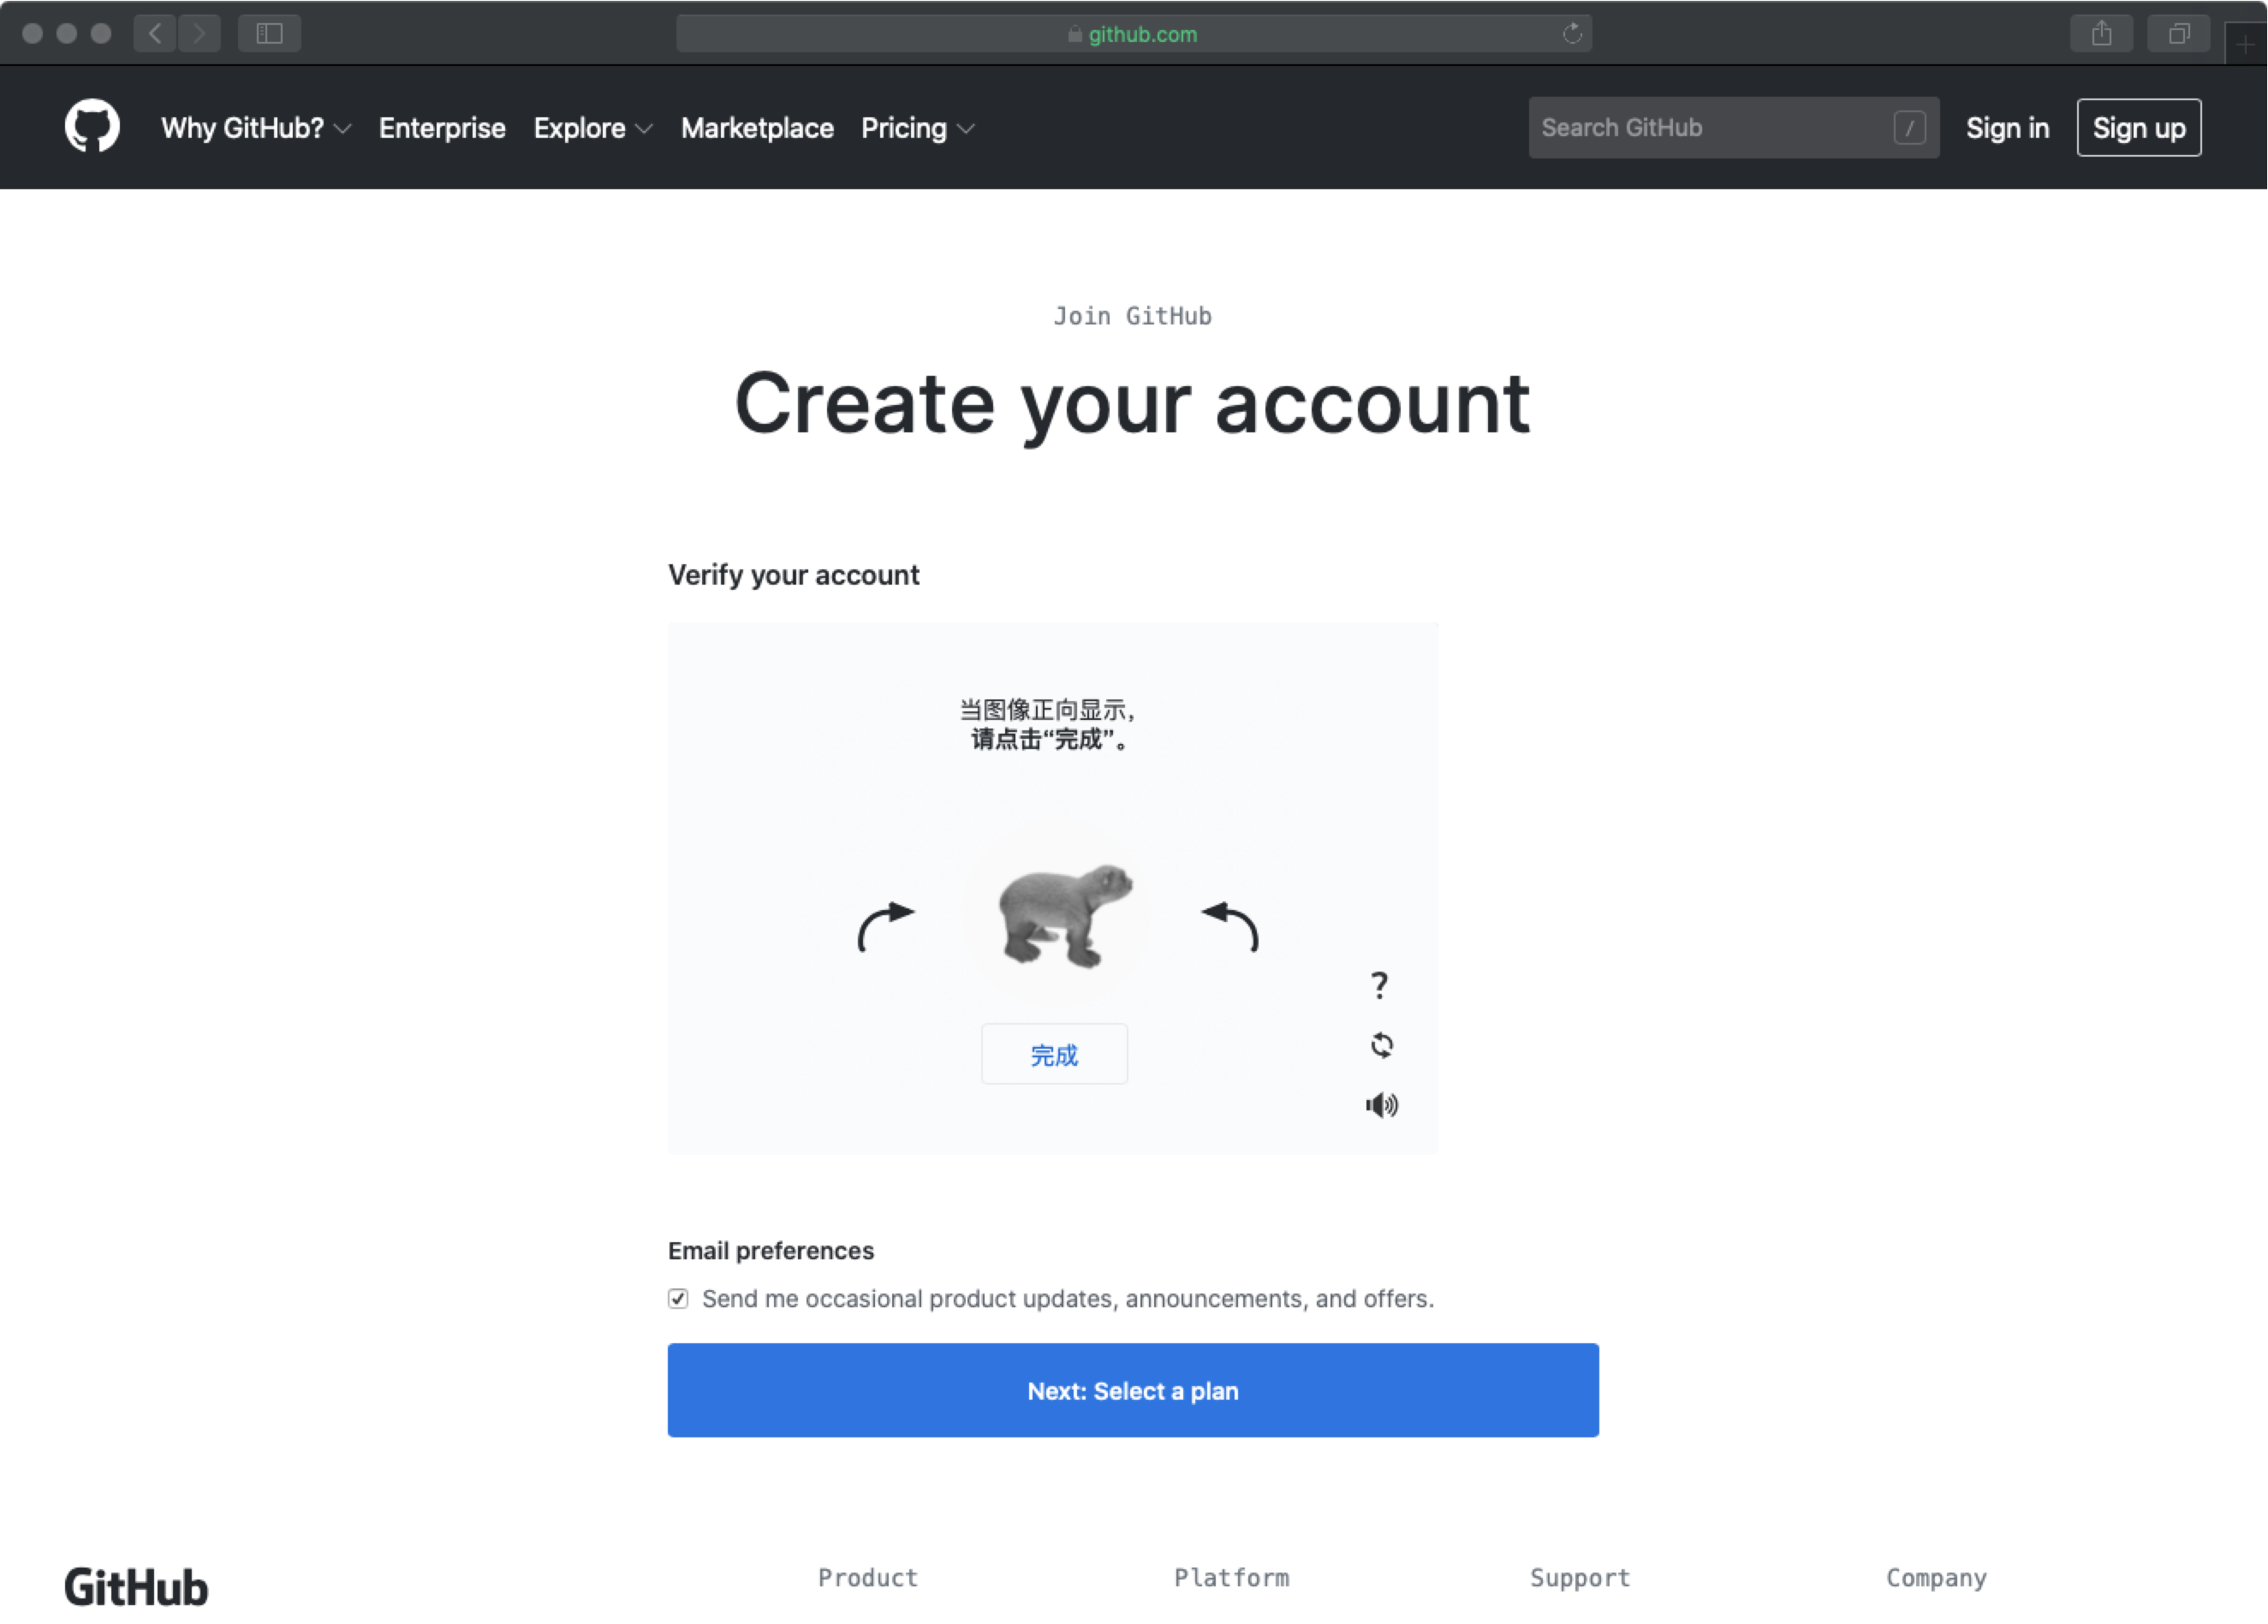 github.com
Why GitHub? Enterprise Explore Marketplace Pricing Search GitHub / Sign in Sign up
Join GitHub
Create your account
Verify your account
当图像正向显示，
请点击“完成”。
?
完成
Email preferences
Send me occasional product updates, announcements, and offers.
Next: Select a plan
GitHub Product Platform Support Company